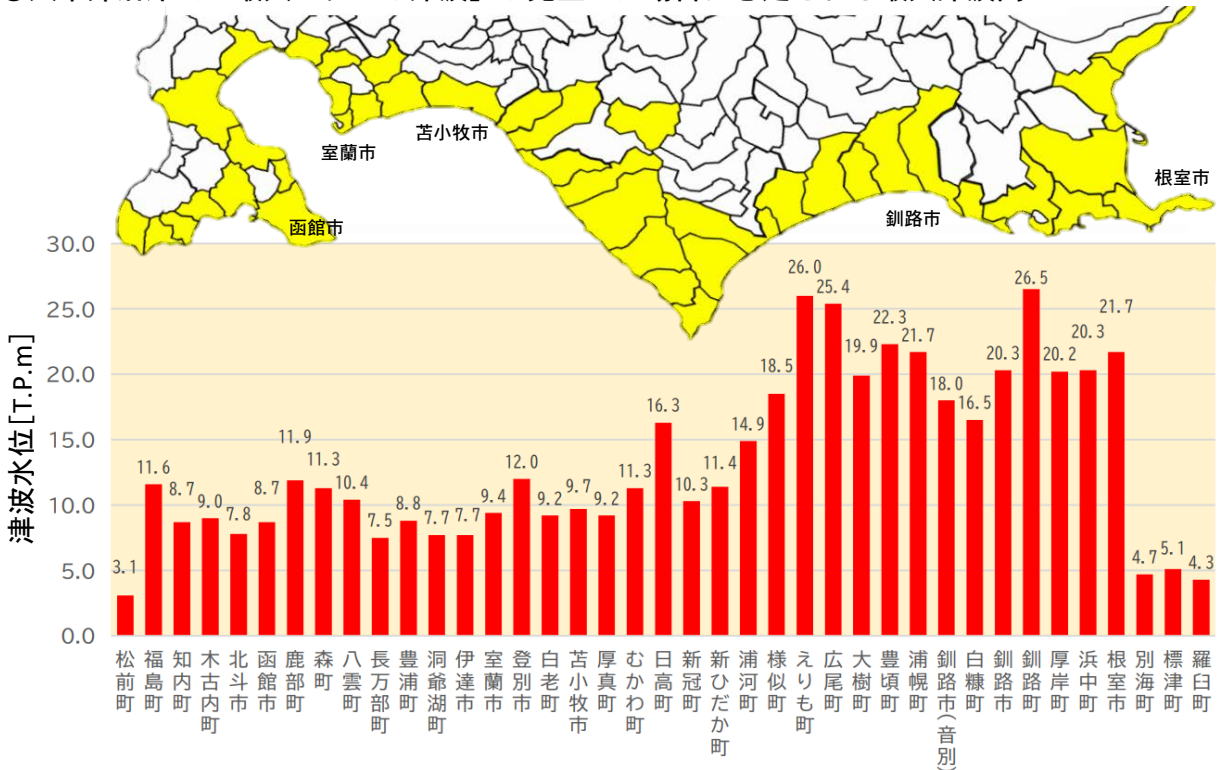 室蘭市
苫小牧市
函館市
釧路市
根室市
津波水位[T.P.m]
30.0
25.0
20.0
15.0
10.0
5.0
0.0
3.1
11.6
8.7
9.0
7.8
8.7
11.9
11.3
10.4
7.5
8.8
7.7
7.7
9.4
12.0
9.2
9.7
9.2
11.3
16.3
10.3
11.4
14.9
18.5
26.0
25.4
19.9
22.3
21.7
18.0
16.5
20.3
26.5
20.2
20.3
21.7
4.7
5.1
4.3
松前町
福島町
知内町
木古内町
北斗市
函館市
鹿部町
森町
八雲町
長万部町
豊浦町
洞爺湖町
伊達市
室蘭市
登別市
白老町
苫小牧市
厚真町
むかわ町
日高町
新冠町
新ひだか町
浦河町
様似町
えりも町
広尾町
大樹町
豊頃町
浦幌町
釧路市(音別)
白糠町
釧路市
釧路町
厚岸町
浜中町
根室市
別海町
標津町
羅臼町